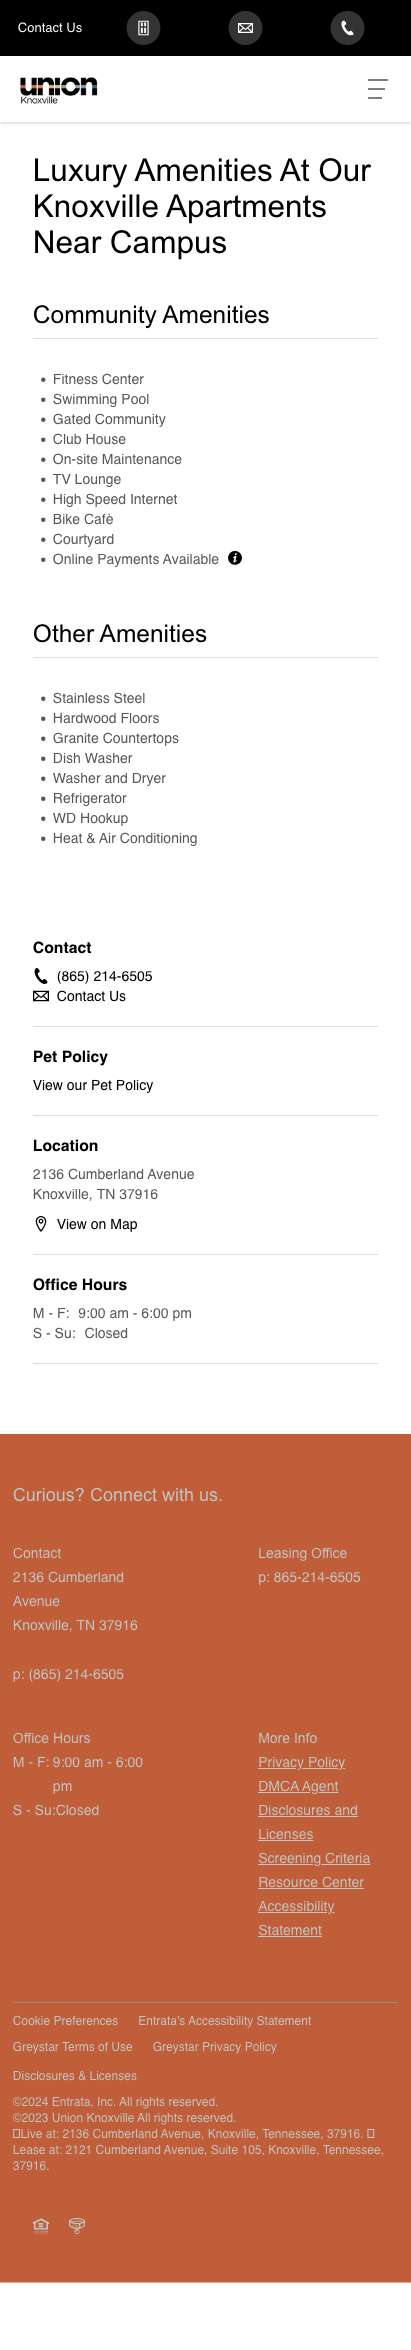 Contact Us
union
Knoxville
Luxury Amenities At Our
Knoxville Apartments
Near Campus
Community Amenities
• Fitness Center
• Swimming Pool
• Gated Community
• Club House
• On-site Maintenance
• TV Lounge
• High Speed Internet
• Bike Cafè
• Courtyard
• Online Payments Available
Other Amenities
• Stainless Steel
• Hardwood Floors
• Granite Countertops
• Dish Washer
• Washer and Dryer
• Refrigerator
• WD Hookup
• Heat & Air Conditioning
Contact
(865) 214-6505
Contact Us
Pet Policy
View our Pet Policy
Location
2136 Cumberland Avenue
Knoxville, TN 37916
View on Map
Office Hours
M - F: 9:00 am - 6:00 pm
S - Su: Closed
Curious? Connect with us.
Contact
2136 Cumberland
Avenue
Knoxville, TN 37916
p: (865) 214-6505
Leasing Office
p: 865-214-6505
Office Hours
M - F: 9:00 am - 6:00
pm
S - Su:Closed
More Info
Privacy Policy
DMCA Agent
Disclosures and
Licenses
Screening Criteria
Resource Center
Accessibility
Statement
Cookie Preferences Entrata's Accessibility Statement
Greystar Terms of Use Greystar Privacy Policy
Disclosures & Licenses
©2024 Entrata, Inc. All rights reserved.
©2023 Union Knoxville All rights reserved.
Live at: 2136 Cumberland Avenue, Knoxville, Tennessee, 37916.
Lease at: 2121 Cumberland Avenue, Suite 105, Knoxville, Tennessee,
37916.